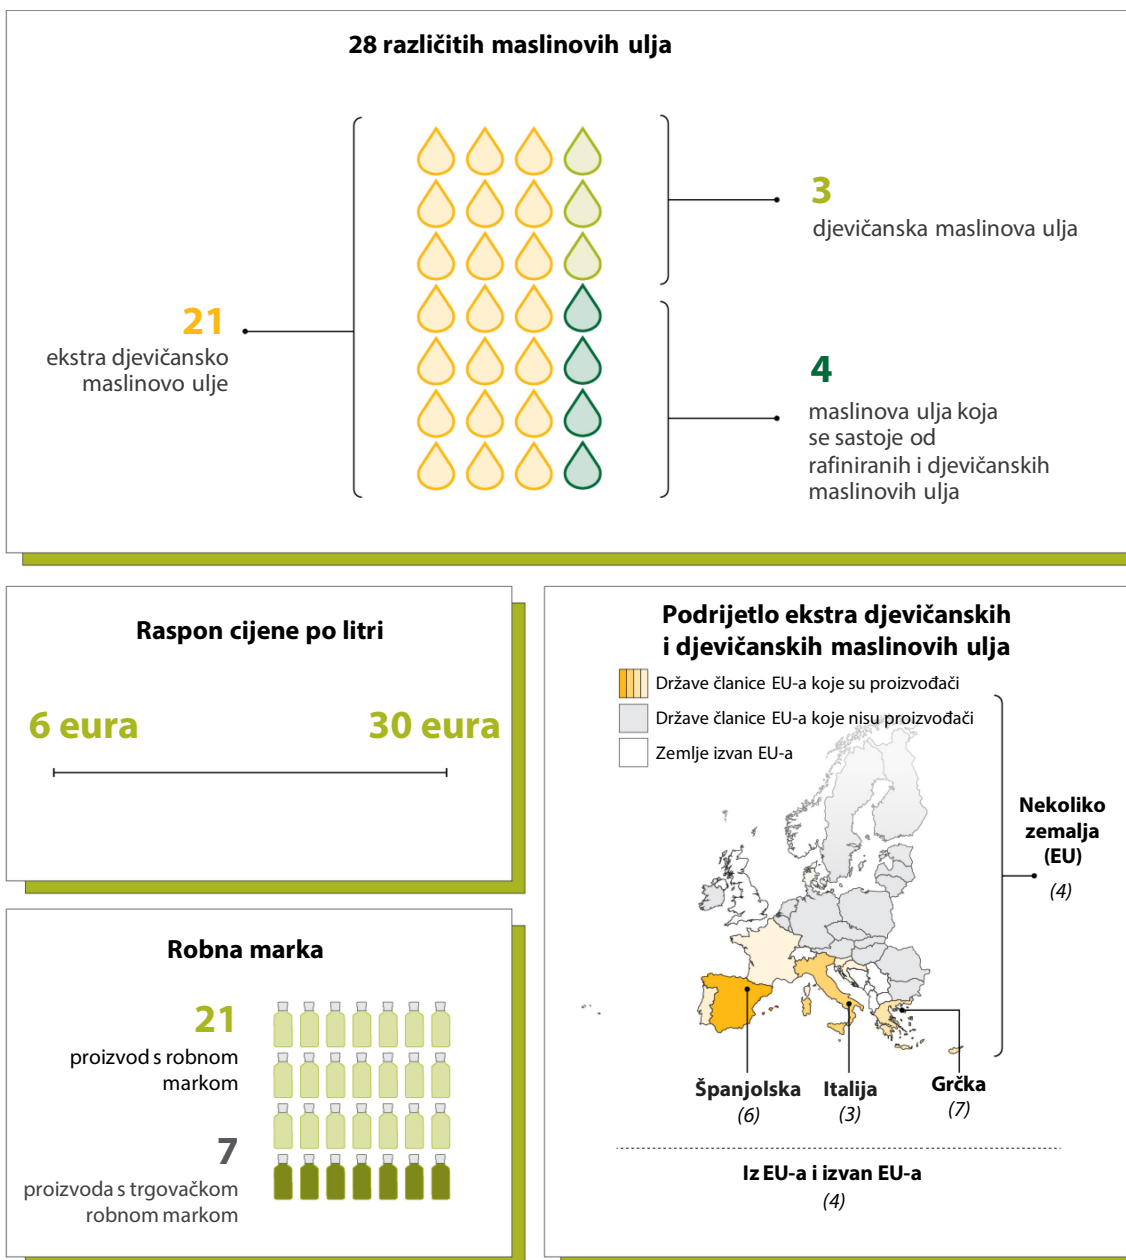 28 različitih maslinovih ulja
21
ekstra djevičansko
maslinovo ulje
3
djevičanska maslinova ulja
4
maslinova ulja koja
se sastoje od
rafiniranih i djevičanskih
maslinovih ulja
Raspon cijene po litri
6 eura
30 eura
Robna marka
21
proizvod s robnom
markom
7
proizvoda s trgovačkom
robnom markom
Podrijetlo ekstra djevičanskih
i djevičanskih maslinovih ulja
Države članice EU-a koje su proizvođači
Države članice EU-a koje nisu proizvođači
Zemlje izvan EU-a
Nekoliko
zemalja
(EU)
(4)
Španjolska
(6)
Italija
(3)
Grčka
(7)
Iz EU-a i izvan EU-a
(4)